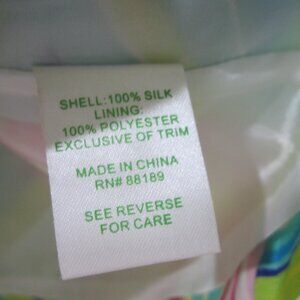 SHELL:100% SILK
LINING:
100% POLYESTER
EXCLUSIVE OF TRIM
MADE IN CHINA
RN# 88189
SEE REVERSE
FOR CARE